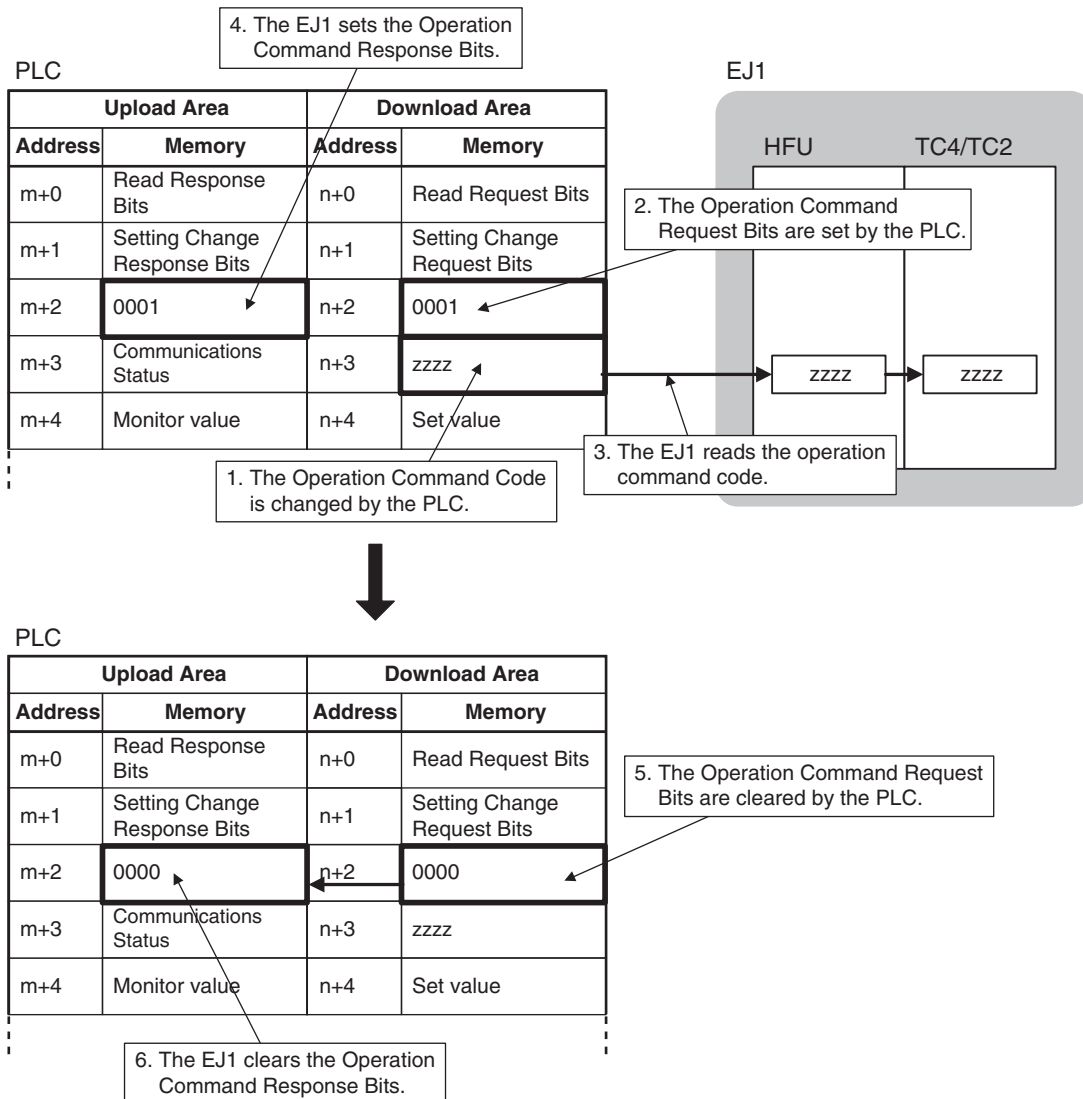 4. The EJ1 sets the Operation
Command Response Bits.
PLC
EJ1
Upload Area Download Area
Address Memory Address Memory
HFU TC4/TC2
m+0 Read Response
Bits n+0 Read Request Bits
2. The Operation Command
Request Bits are set by the PLC.
m+1 Setting Change
Response Bits n+1 Setting Change
Request Bits
m+2 0001 n+2 0001
m+3 Communications
Status n+3 zzzz
zzzz zzzz
m+4 Monitor value n+4 Set value
3. The EJ1 reads the operation
command code.
1. The Operation Command Code
is changed by the PLC.
PLC
Upload Area Download Area
Address Memory Address Memory
m+0 Read Response
Bits n+0 Read Request Bits
5. The Operation Command Request
Bits are cleared by the PLC.
m+1 Setting Change
Response Bits n+1 Setting Change
Request Bits
m+2 0000 n+2 0000
m+3 Communications
Status n+3 zzzz
m+4 Monitor value n+4 Set value
6. The EJ1 clears the Operation
Command Response Bits.